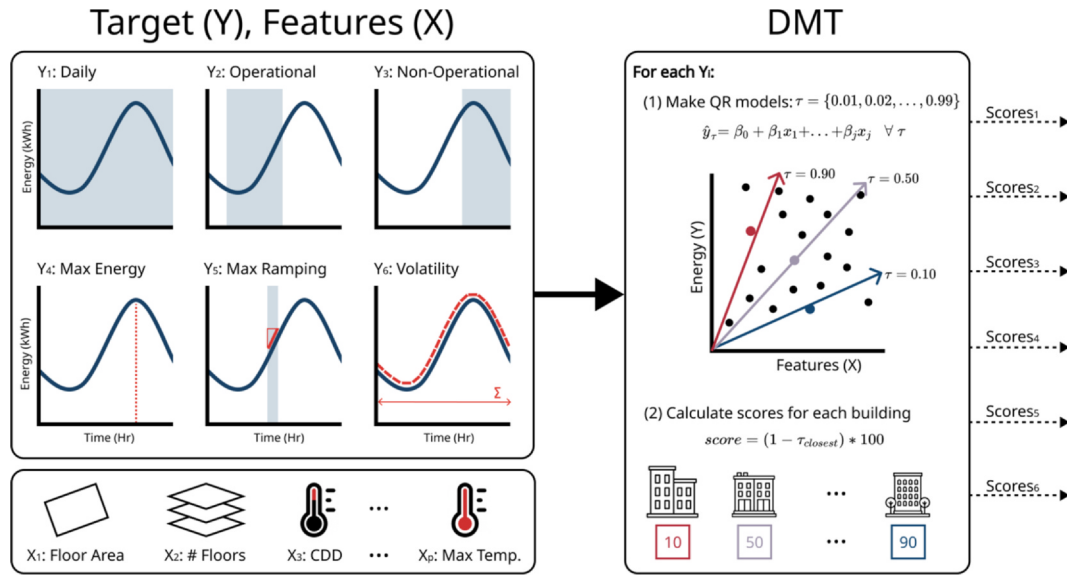 Target (Y), Features (X)
DMT
Y₁: Daily
Y₂: Operational
Y₃: Non-Operational
Energy (kWh)
Y₄: Max Energy
Y₅: Max Ramping
Y₆: Volatility
Energy (kWh)
Σ
Time (Hr)
Time (Hr)
Time (Hr)
X₁: Floor Area
X₂: # Floors
X₃: CDD
...
...
Xₚ: Max Temp.
For each Yᵢ:
(1) Make QR models: τ = {0.01, 0.02, . . . , 0.99}
ŷ_τ = β₀ + β₁x₁+. . .+βⱼxⱼ ∀ τ
τ = 0.90
τ = 0.50
τ = 0.10
Energy (Y)
Features (X)
(2) Calculate scores for each building
score = (1 − τ_closest) * 100
...
10
50
...
90
Scores₁
Scores₂
Scores₃
Scores₄
Scores₅
Scores₆